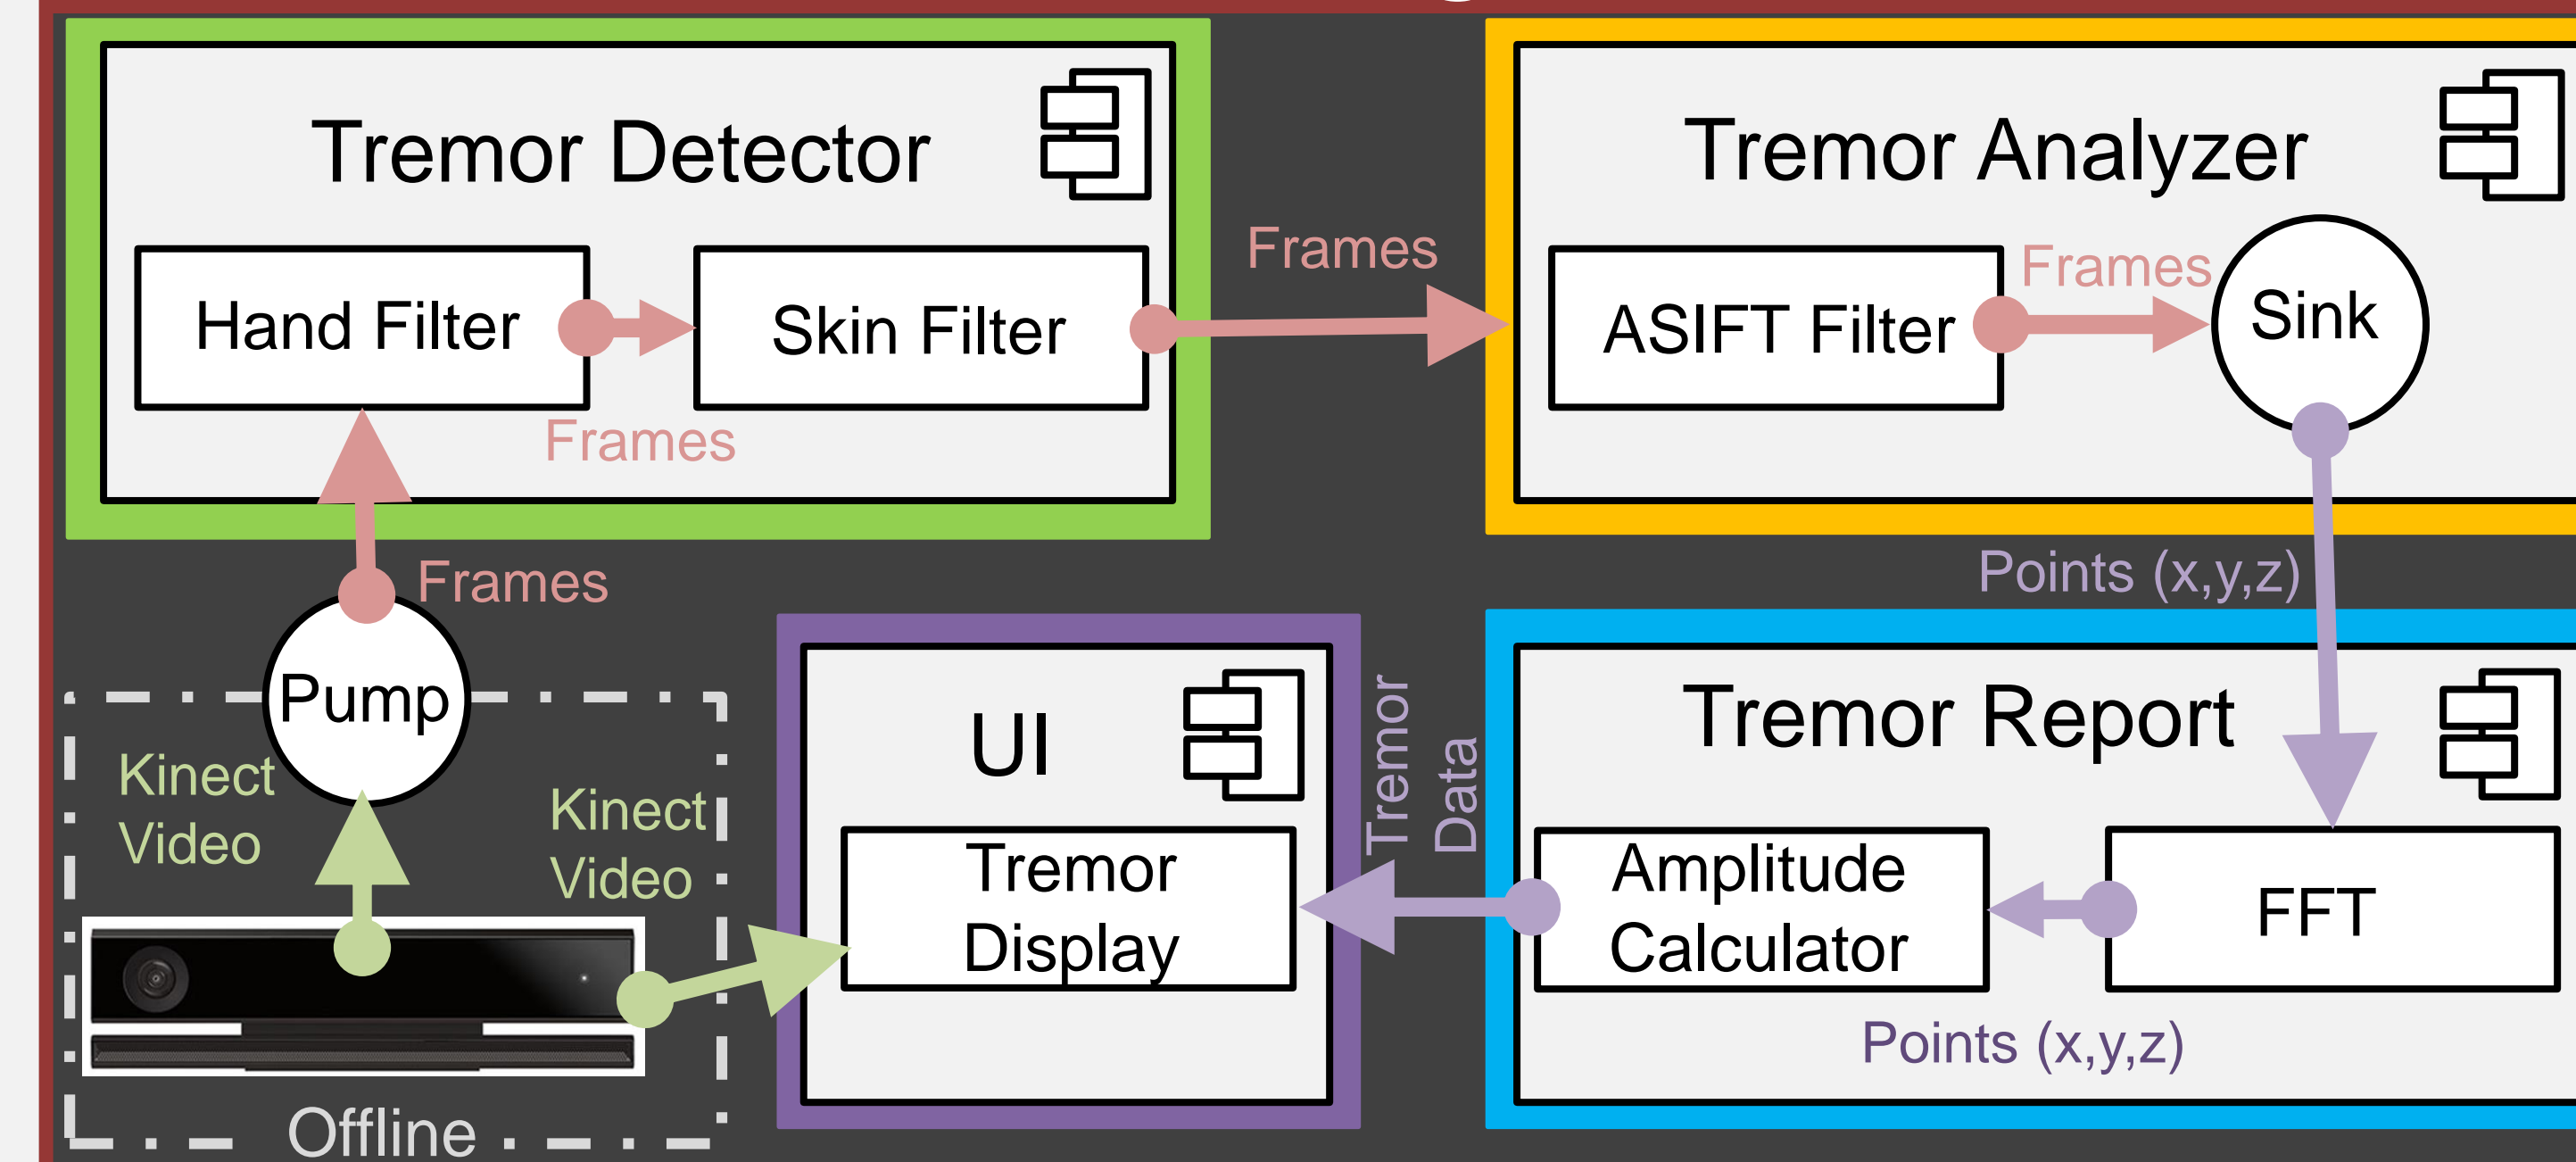 Tremor Detector
Hand Filter
Skin Filter
Frames
Frames
Frames
Tremor Analyzer
ASIFT Filter
Frames
Sink
Points (x,y,z)
Pump
Kinect
Video
Kinect
Video
Offline
UI
Tremor
Display
Tremor
Data
Tremor Report
Amplitude
Calculator
FFT
Points (x,y,z)